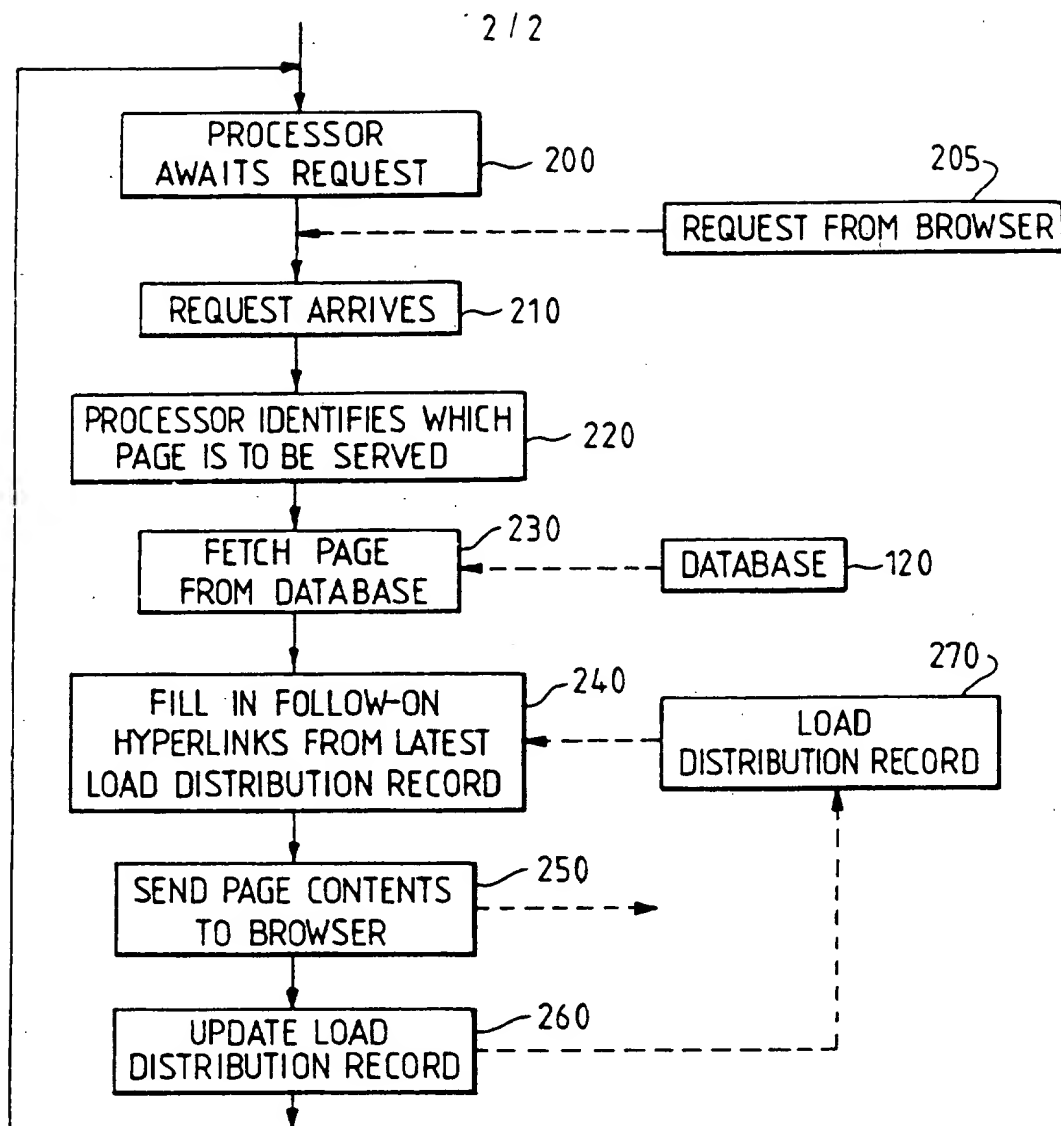 2/2
PROCESSOR
AWAITS REQUEST
200
205
REQUEST FROM BROWSER
REQUEST ARRIVES
210
PROCESSOR IDENTIFIES WHICH
PAGE IS TO BE SERVED
220
230
FETCH PAGE
FROM DATABASE
DATABASE
120
240
FILL IN FOLLOW-ON
HYPERLINKS FROM LATEST
LOAD DISTRIBUTION RECORD
270
LOAD
DISTRIBUTION RECORD
250
SEND PAGE CONTENTS
TO BROWSER
260
UPDATE LOAD
DISTRIBUTION RECORD